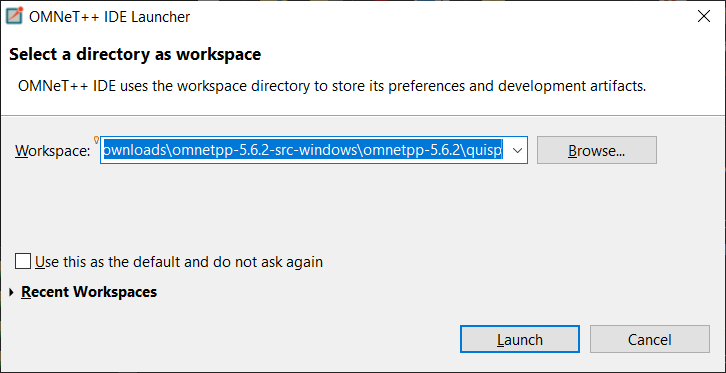 OMNeT++ IDE Launcher
Select a directory as workspace
OMNeT++ IDE uses the workspace directory to store its preferences and development artifacts.
Workspace: ownloads\omnetpp-5.6.2-src-windows\omnetpp-5.6.2\quisp Browse...
Use this as the default and do not ask again
Recent Workspaces
Launch Cancel